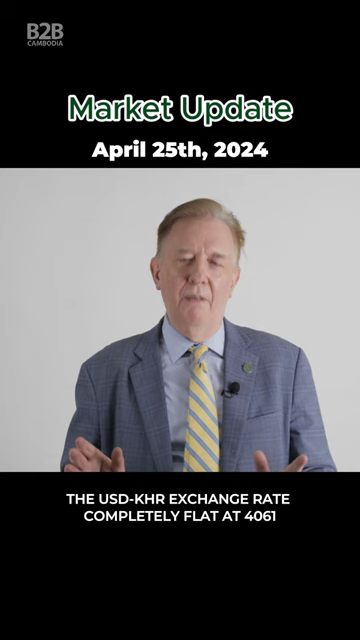 B2B
CAMBODIA
Market Update
April 25th, 2024
THE USD-KHR EXCHANGE RATE
COMPLETELY FLAT AT 4061